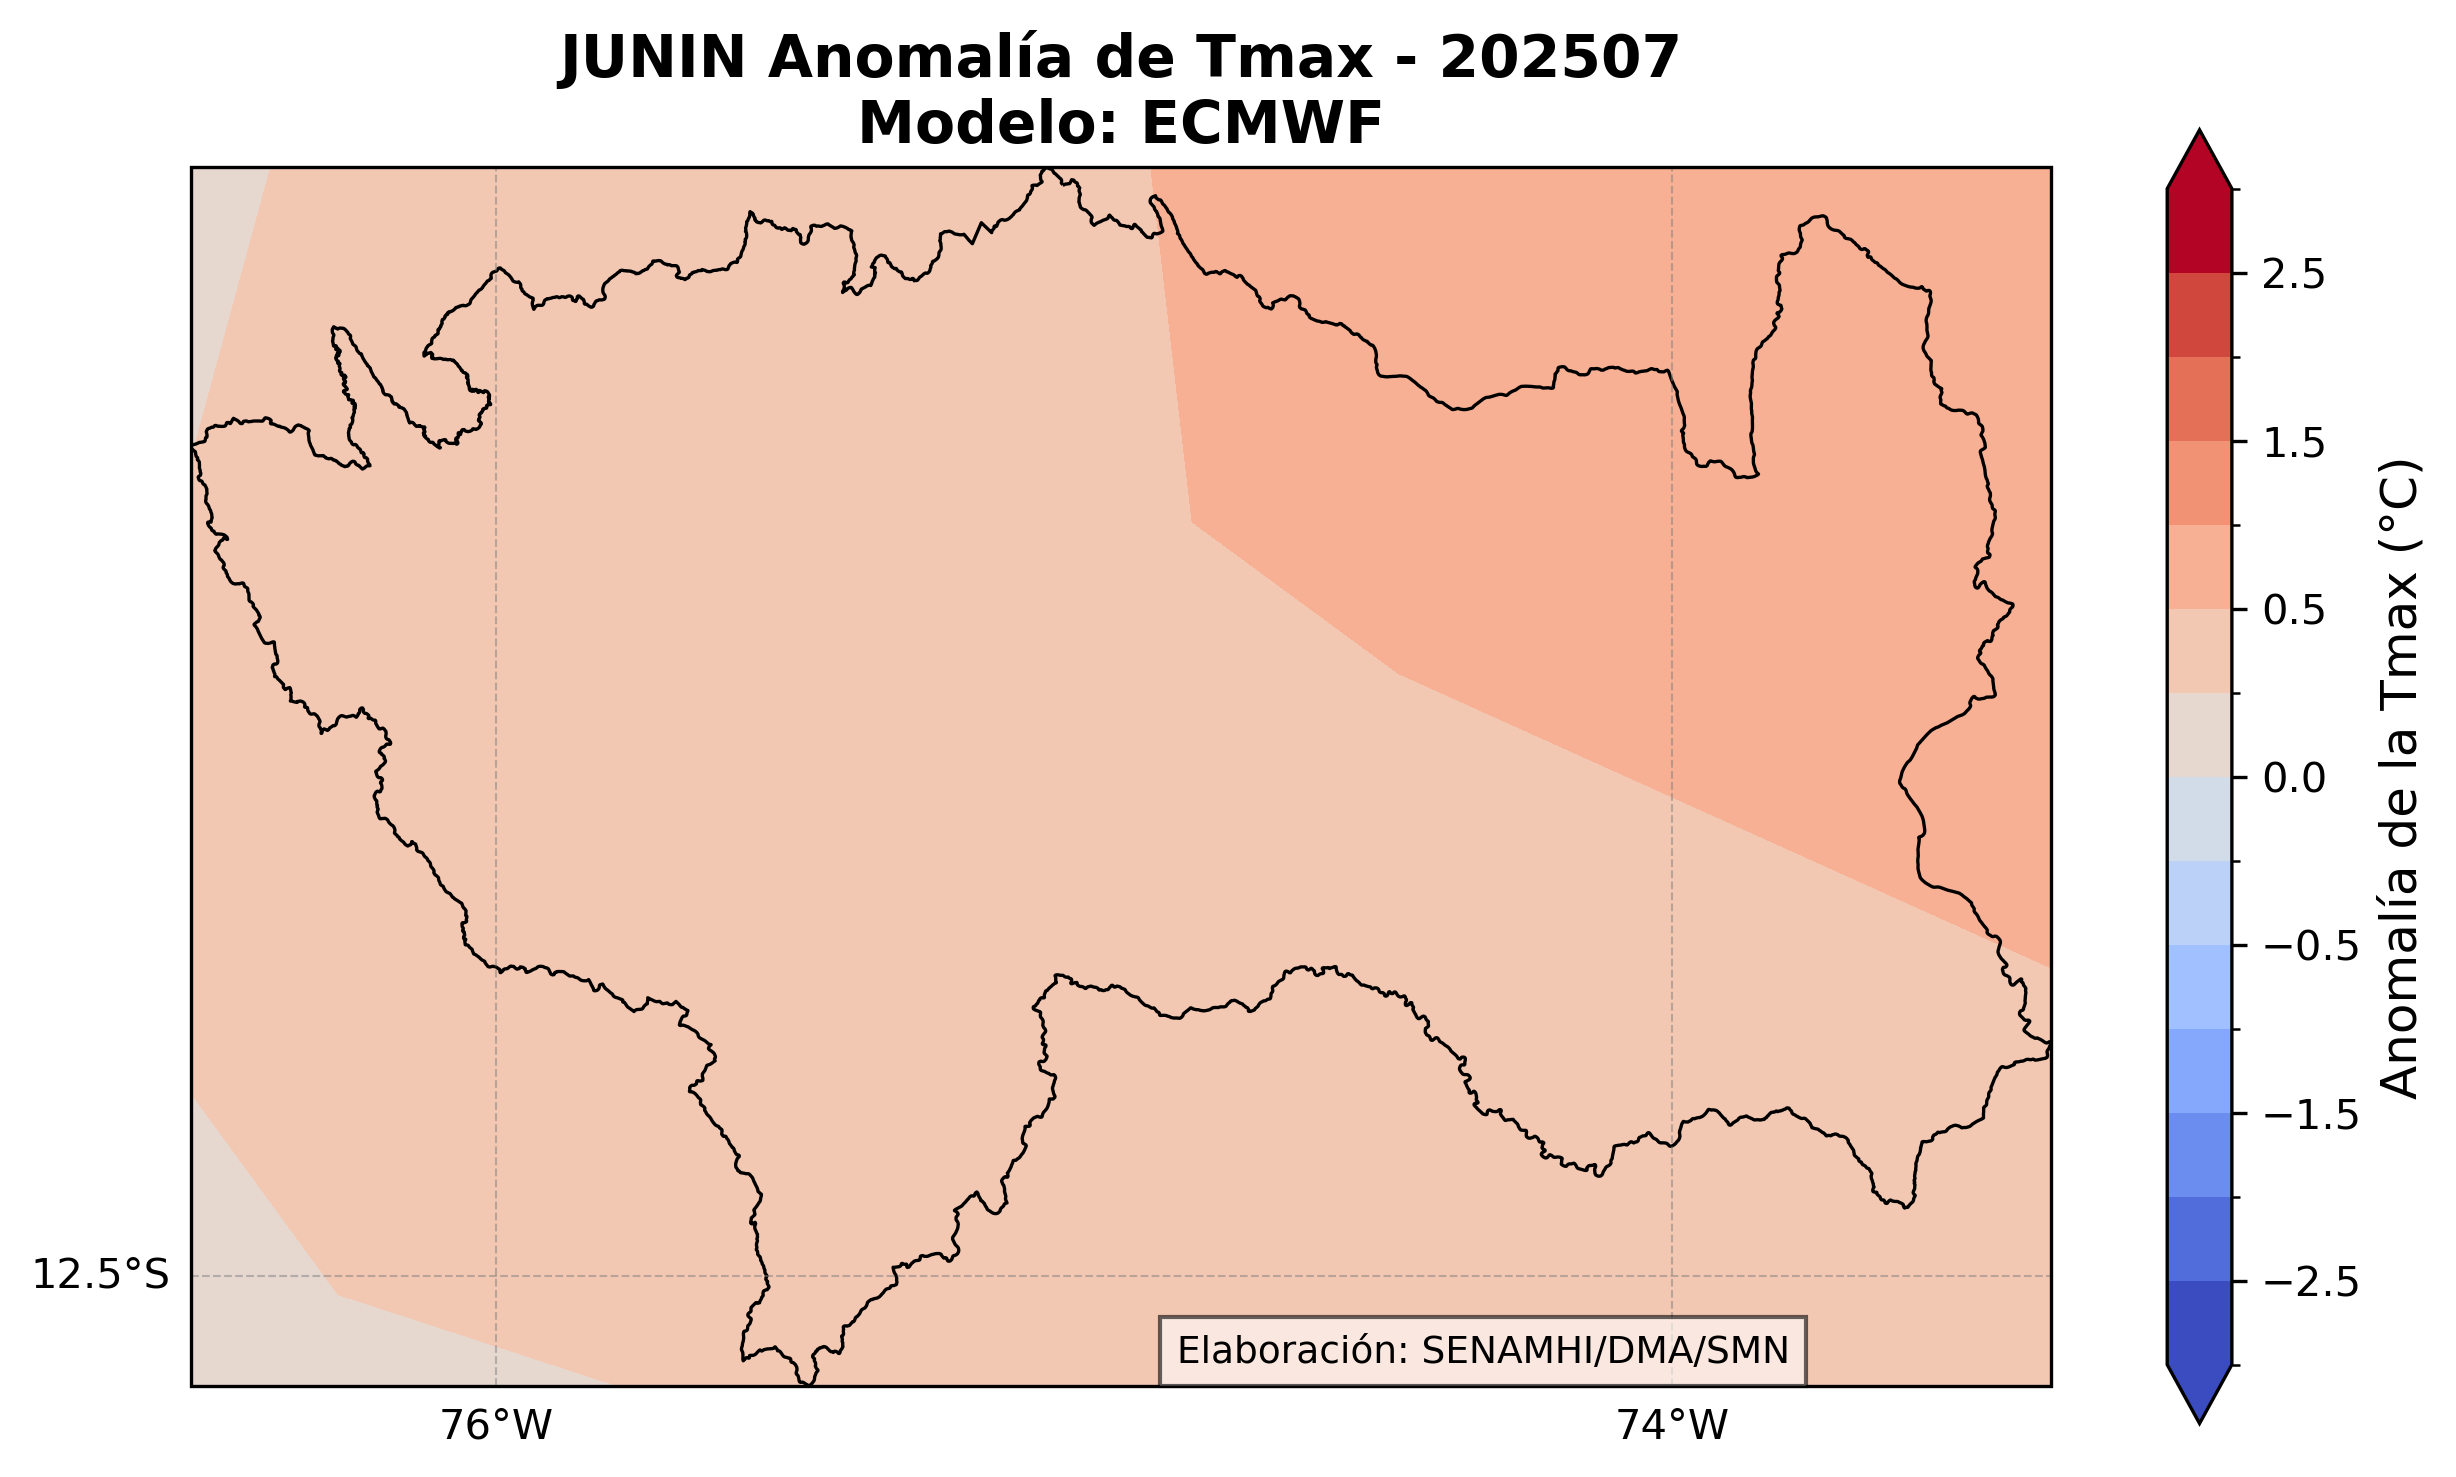 JUNIN Anomalía de Tmax - 202507
Modelo: ECMWF
2.5
1.5
0.5
0.0
−0.5
−1.5
−2.5
Anomalía de la Tmax (°C)
12.5°S
Elaboración: SENAMHI/DMA/SMN
76°W
74°W